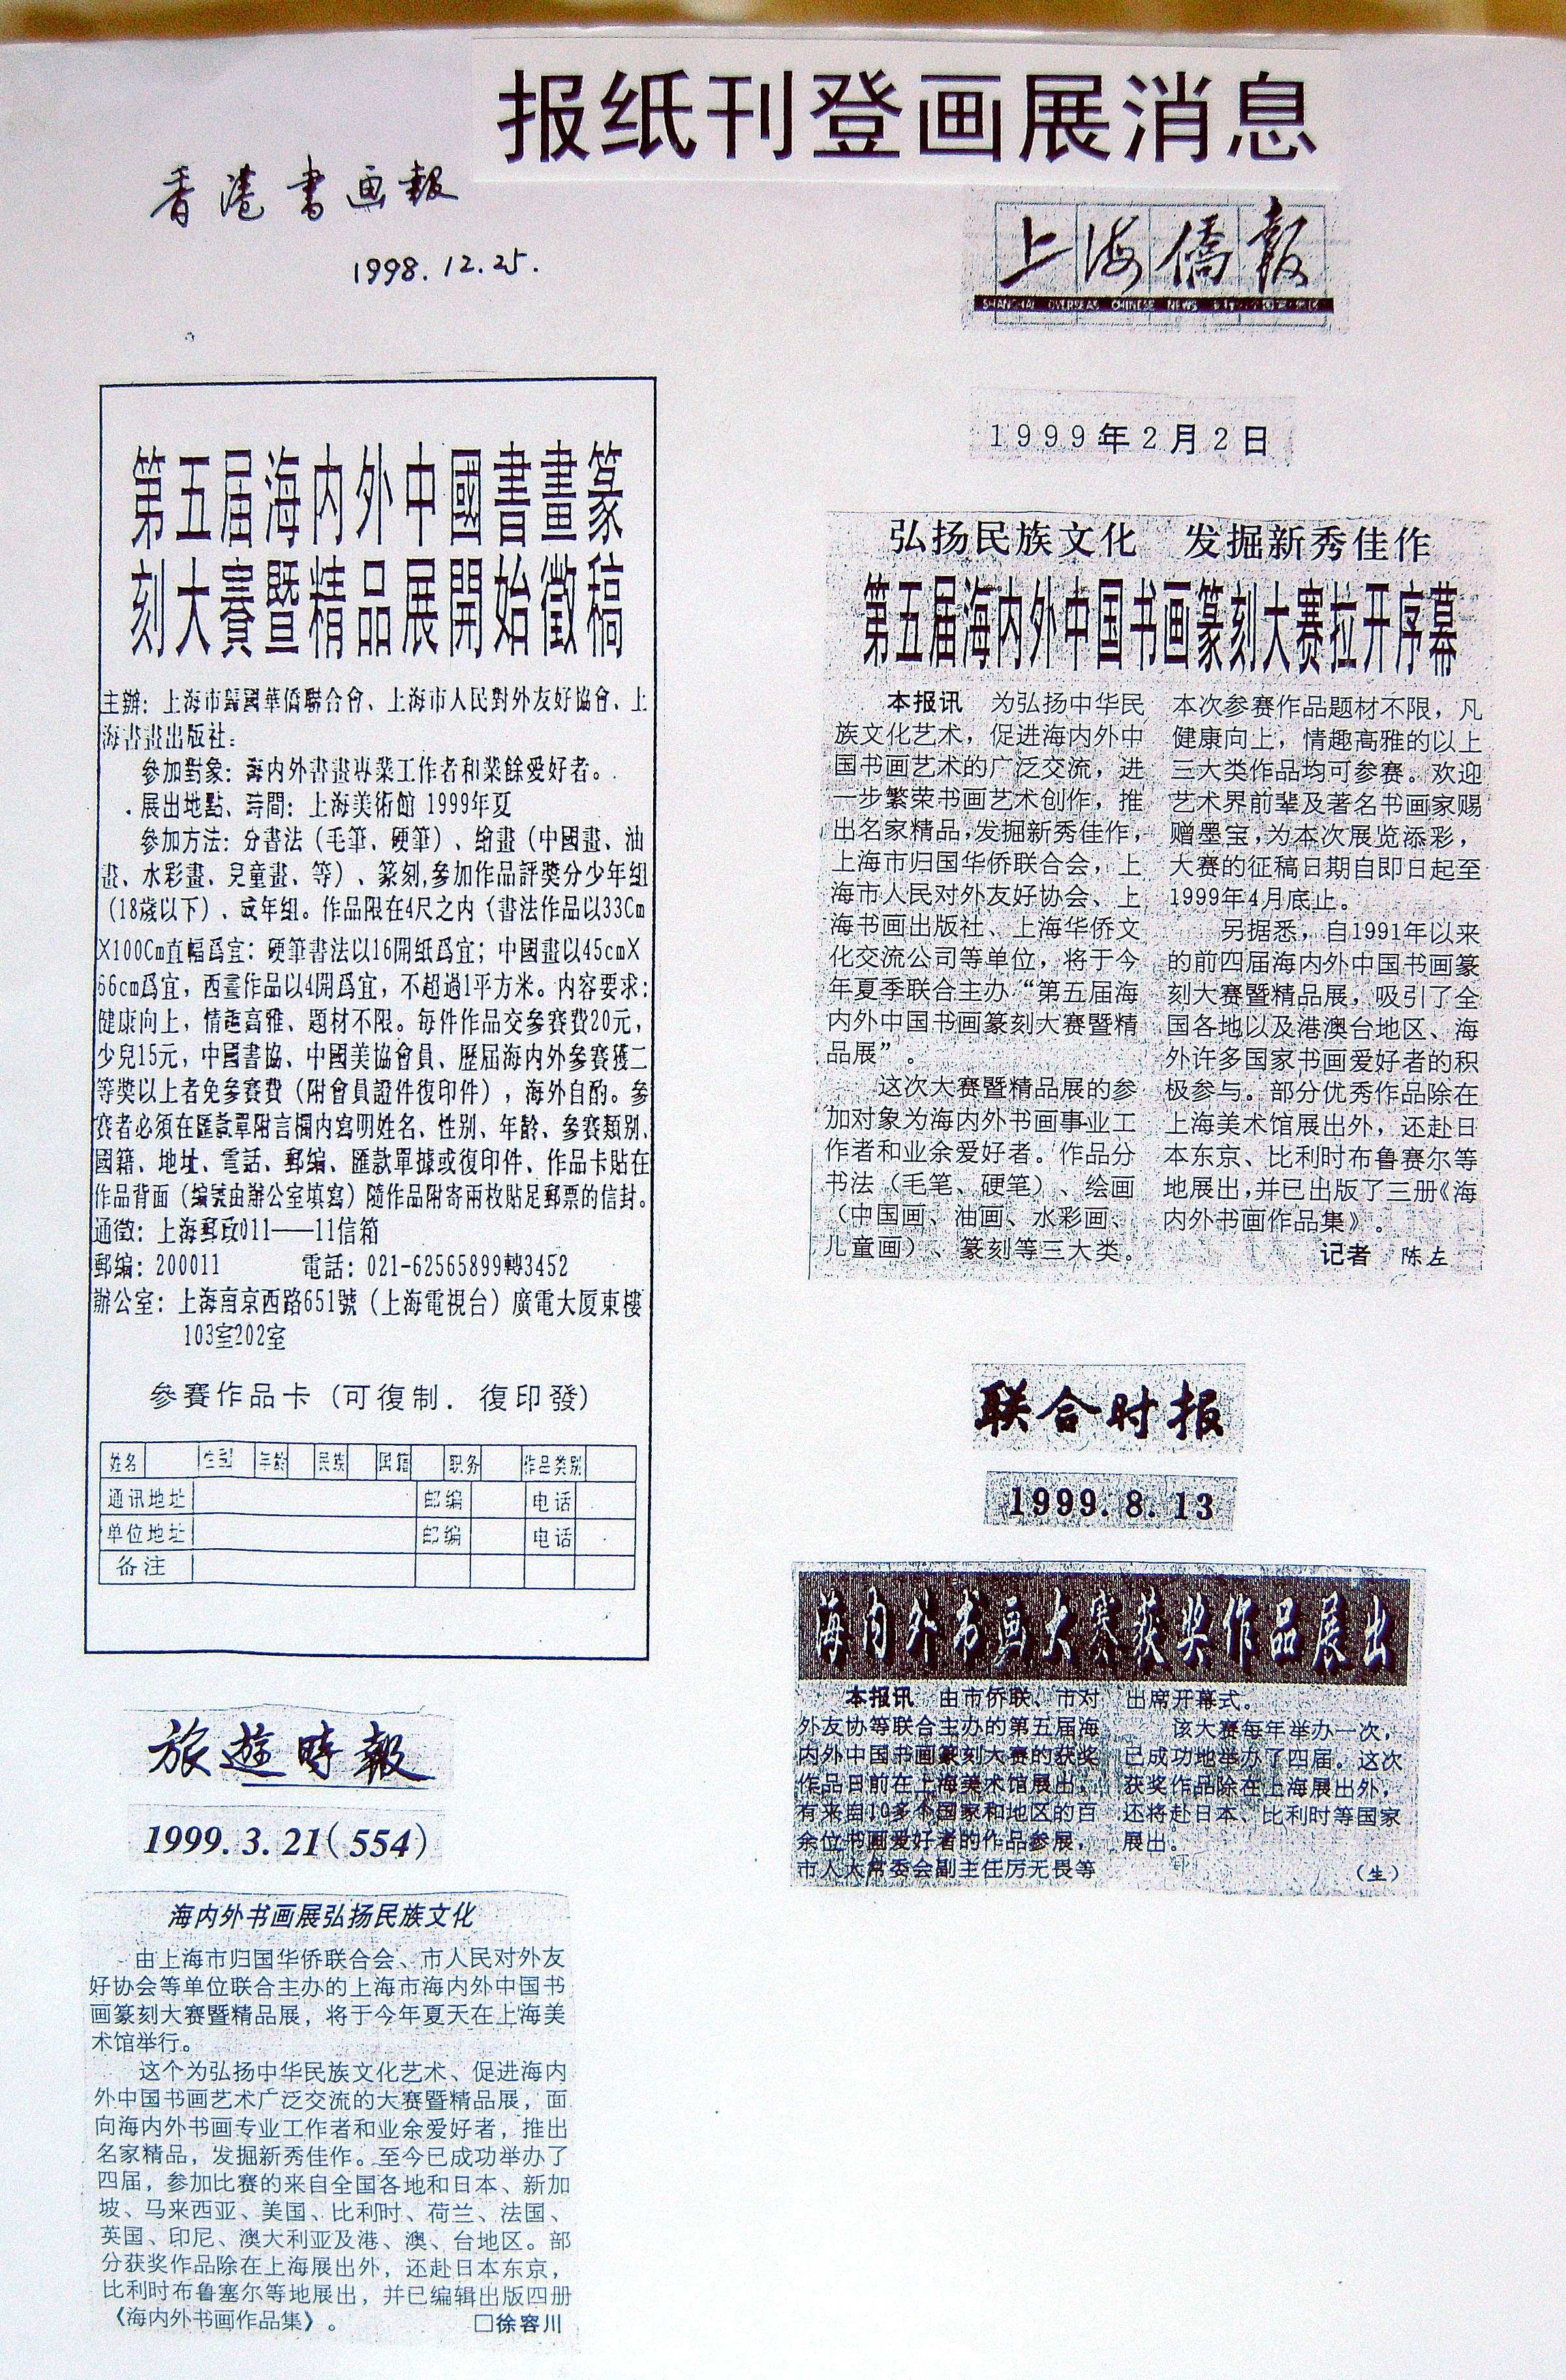 报纸刊登画展消息
香港書画報
1998.12.25.
第五届海内外中國書畫篆
刻大賽暨精品展開始徵稿
主辦：上海市歸國華僑聯合會、上海市人民對外友好協會、上
海書畫出版社：
參加對象：海内外書畫專業工作者和業餘愛好者。
展出地點、時間：上海美術館 1999年夏
參加方法：分書法（毛筆、硬筆）、繪畫（中國畫、油
畫、水彩畫、兒童畫、等）、篆刻,參加作品評獎分少年组
（18歲以下）、成年组。作品限在4尺之内（書法作品以33Cm
X100Cm直幅爲宜：硬筆書法以16開纸爲宜；中國畫以45cmX
66cm爲宜，西畫作品以4開爲宜，不超過1平方米。内容要求：
健康向上，情趣高雅、題材不限。每件作品交參賽費20元，
少兒15元，中國書協、中國美協會員、歷屆海内外參賽獲二
等獎以上者免參賽費（附會員證件復印件），海外自酌。參
賽者必須在匯款單附言欄内寫明姓名、性别、年齡、參賽類别、
國籍、地址、電話、郵编、匯款單據或復印件、作品卡貼在
作品背面（编號由辦公室填寫）隨作品附寄兩枚貼足郵票的信封。
通徵：上海郵政011——11信箱
郵编：200011 電話：021-62565899轉3452
辦公室：上海南京西路651號（上海電視台）廣電大厦東樓
103室202室
參賽作品卡（可復制．復印發）
姓名 性别 年龄 民族 国籍 职务 作品类别
通讯地址 邮编 电话
单位地址 邮编 电话
备注
旅遊時報
1999.3.21(554)
海内外书画展弘扬民族文化
由上海市归国华侨联合会、市人民对外友
好协会等单位联合主办的上海市海内外中国书
画篆刻大赛暨精品展，将于今年夏天在上海美
术馆举行。
这个为弘扬中华民族文化艺术、促进海内
外中国书画艺术广泛交流的大赛暨精品展，面
向海内外书画专业工作者和业余爱好者，推出
名家精品，发掘新秀佳作。至今已成功举办了
四届，参加比赛的来自全国各地和日本、新加
坡、马来西亚、美国、比利时、荷兰、法国、
英国、印尼、澳大利亚及港、澳、台地区。部
分获奖作品除在上海展出外，还赴日本东京，
比利时布鲁塞尔等地展出，并已编辑出版四册
《海内外书画作品集》。 □徐容川
上海僑報
SHANGHAI OVERSEAS CHINESE NEWS
1999年2月2日
弘扬民族文化 发掘新秀佳作
第五届海内外中国书画篆刻大赛拉开序幕
本报讯 为弘扬中华民
族文化艺术，促进海内外中
国书画艺术的广泛交流，进
一步繁荣书画艺术创作，推
出名家精品,发掘新秀佳作，
上海市归国华侨联合会，上
海市人民对外友好协会、上
海书画出版社、上海华侨文
化交流公司等单位，将于今
年夏季联合主办“第五届海
内外中国书画篆刻大赛暨精
品展”。
这次大赛暨精品展的参
加对象为海内外书画事业工
作者和业余爱好者。作品分
书法（毛笔、硬笔）、绘画
（中国画、油画、水彩画、
儿童画）、篆刻等三大类。
本次参赛作品题材不限，凡
健康向上，情趣高雅的以上
三大类作品均可参赛。欢迎
艺术界前辈及著名书画家赐
赠墨宝,为本次展览添彩，
大赛的征稿日期自即日起至
1999年4月底止。
另据悉，自1991年以来
的前四届海内外中国书画篆
刻大赛暨精品展，吸引了全
国各地以及港澳台地区、海
外许多国家书画爱好者的积
极参与。部分优秀作品除在
上海美术馆展出外，还赴日
本东京、比利时布鲁赛尔等
地展出,并已出版了三册《海
内外书画作品集》。
记者 陈左
联合时报
1999.8.13
海内外书画大赛获奖作品展出
本报讯 由市侨联、市对
外友协等联合主办的第五届海
内外中国书画篆刻大赛的获奖
作品日前在上海美术馆展出，
有来自10多个国家和地区的百
余位书画爱好者的作品参展，
市人大常委会副主任厉无畏等
出席开幕式。
该大赛每年举办一次，
已成功地举办了四届。这次
获奖作品除在上海展出外，
还将赴日本、比利时等国家
展出。
（生）